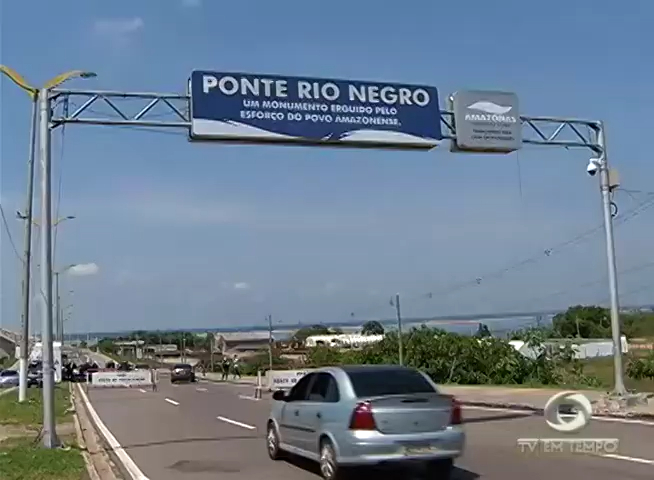 PONTE RIO NEGRO
UM MONUMENTO ERGUIDO PELO
ESFORÇO DO POVO AMAZONENSE.
AMAZONAS
TV EM TEMPO